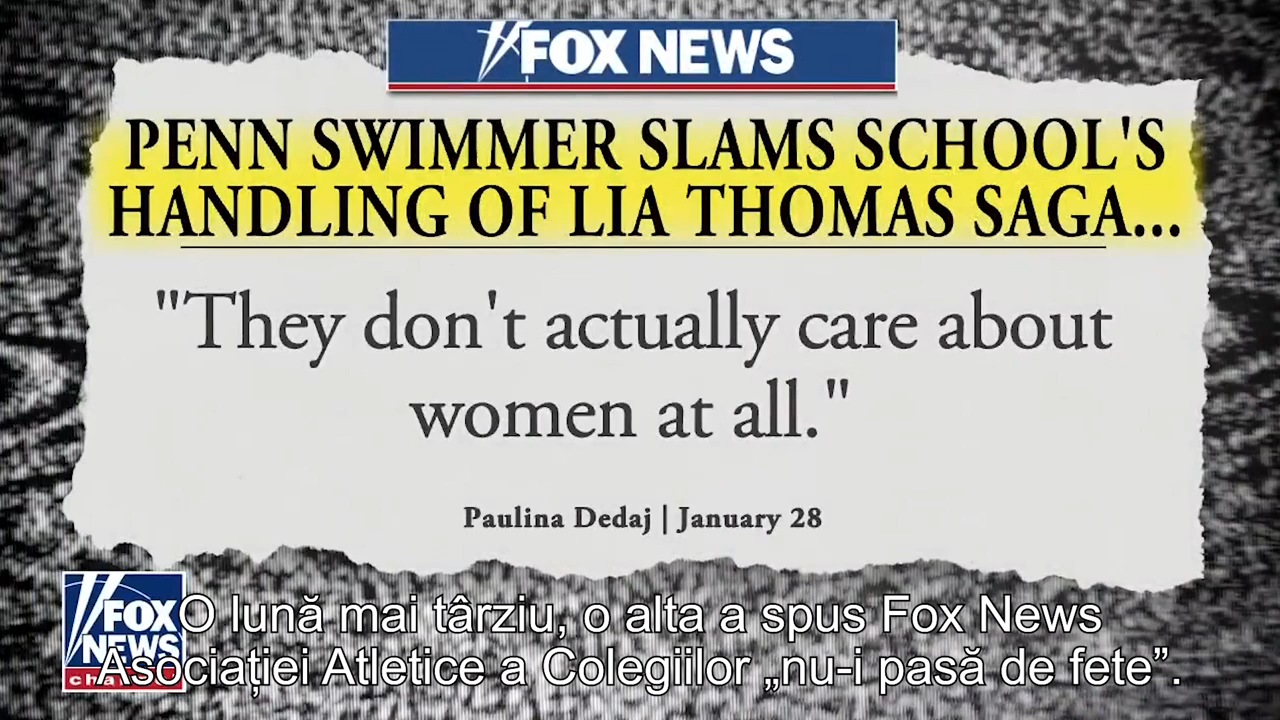 FOX NEWS
PENN SWIMMER SLAMS SCHOOL'S
HANDLING OF LIA THOMAS SAGA...
"They don't actually care about
women at all."
Paulina Dedaj | January 28
FOX
NEWS
O lună mai târziu, o alta a spus Fox News
Asociației Atletice a Colegiilor „nu-i pasă de fete”.